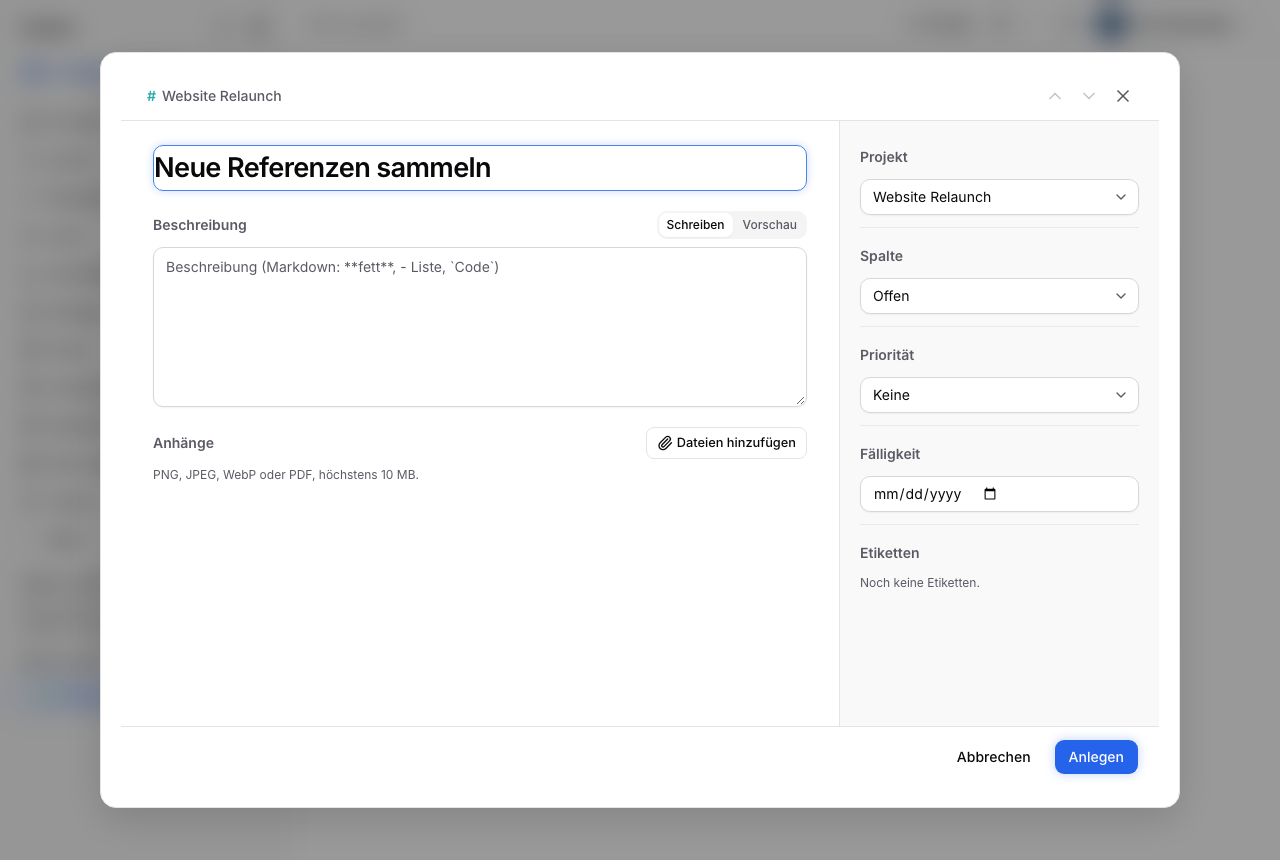 # Website Relaunch
Neue Referenzen sammeln
Beschreibung
Schreiben
Vorschau
Beschreibung (Markdown: **fett**, - Liste, `Code`)
Anhänge
Dateien hinzufügen
PNG, JPEG, WebP oder PDF, höchstens 10 MB.
Projekt
Website Relaunch
Spalte
Offen
Priorität
Keine
Fälligkeit
mm/dd/yyyy
Etiketten
Noch keine Etiketten.
Abbrechen
Anlegen